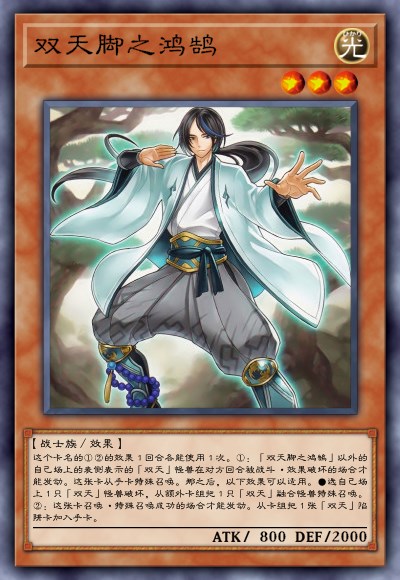 双天脚之鸿鹄
ひかり
光
【战士族/效果】
这个卡名的①②的效果1回合各能使用1次。①:「双天脚之鸿鹄」以外的
自己场上的表侧表示的「双天」怪兽在对方回合被战斗·效果破坏的场合才
能发动。这张卡从手卡特殊召唤。那之后,以下效果可以适用。●选自己场
上1只「双天」怪兽破坏,从额外卡组把1只「双天」融合怪兽特殊召唤。
②:这张卡召唤·特殊召唤成功的场合才能发动。从卡组把1张「双天」陷
阱卡加入手卡。
ATK/ 800 DEF/2000